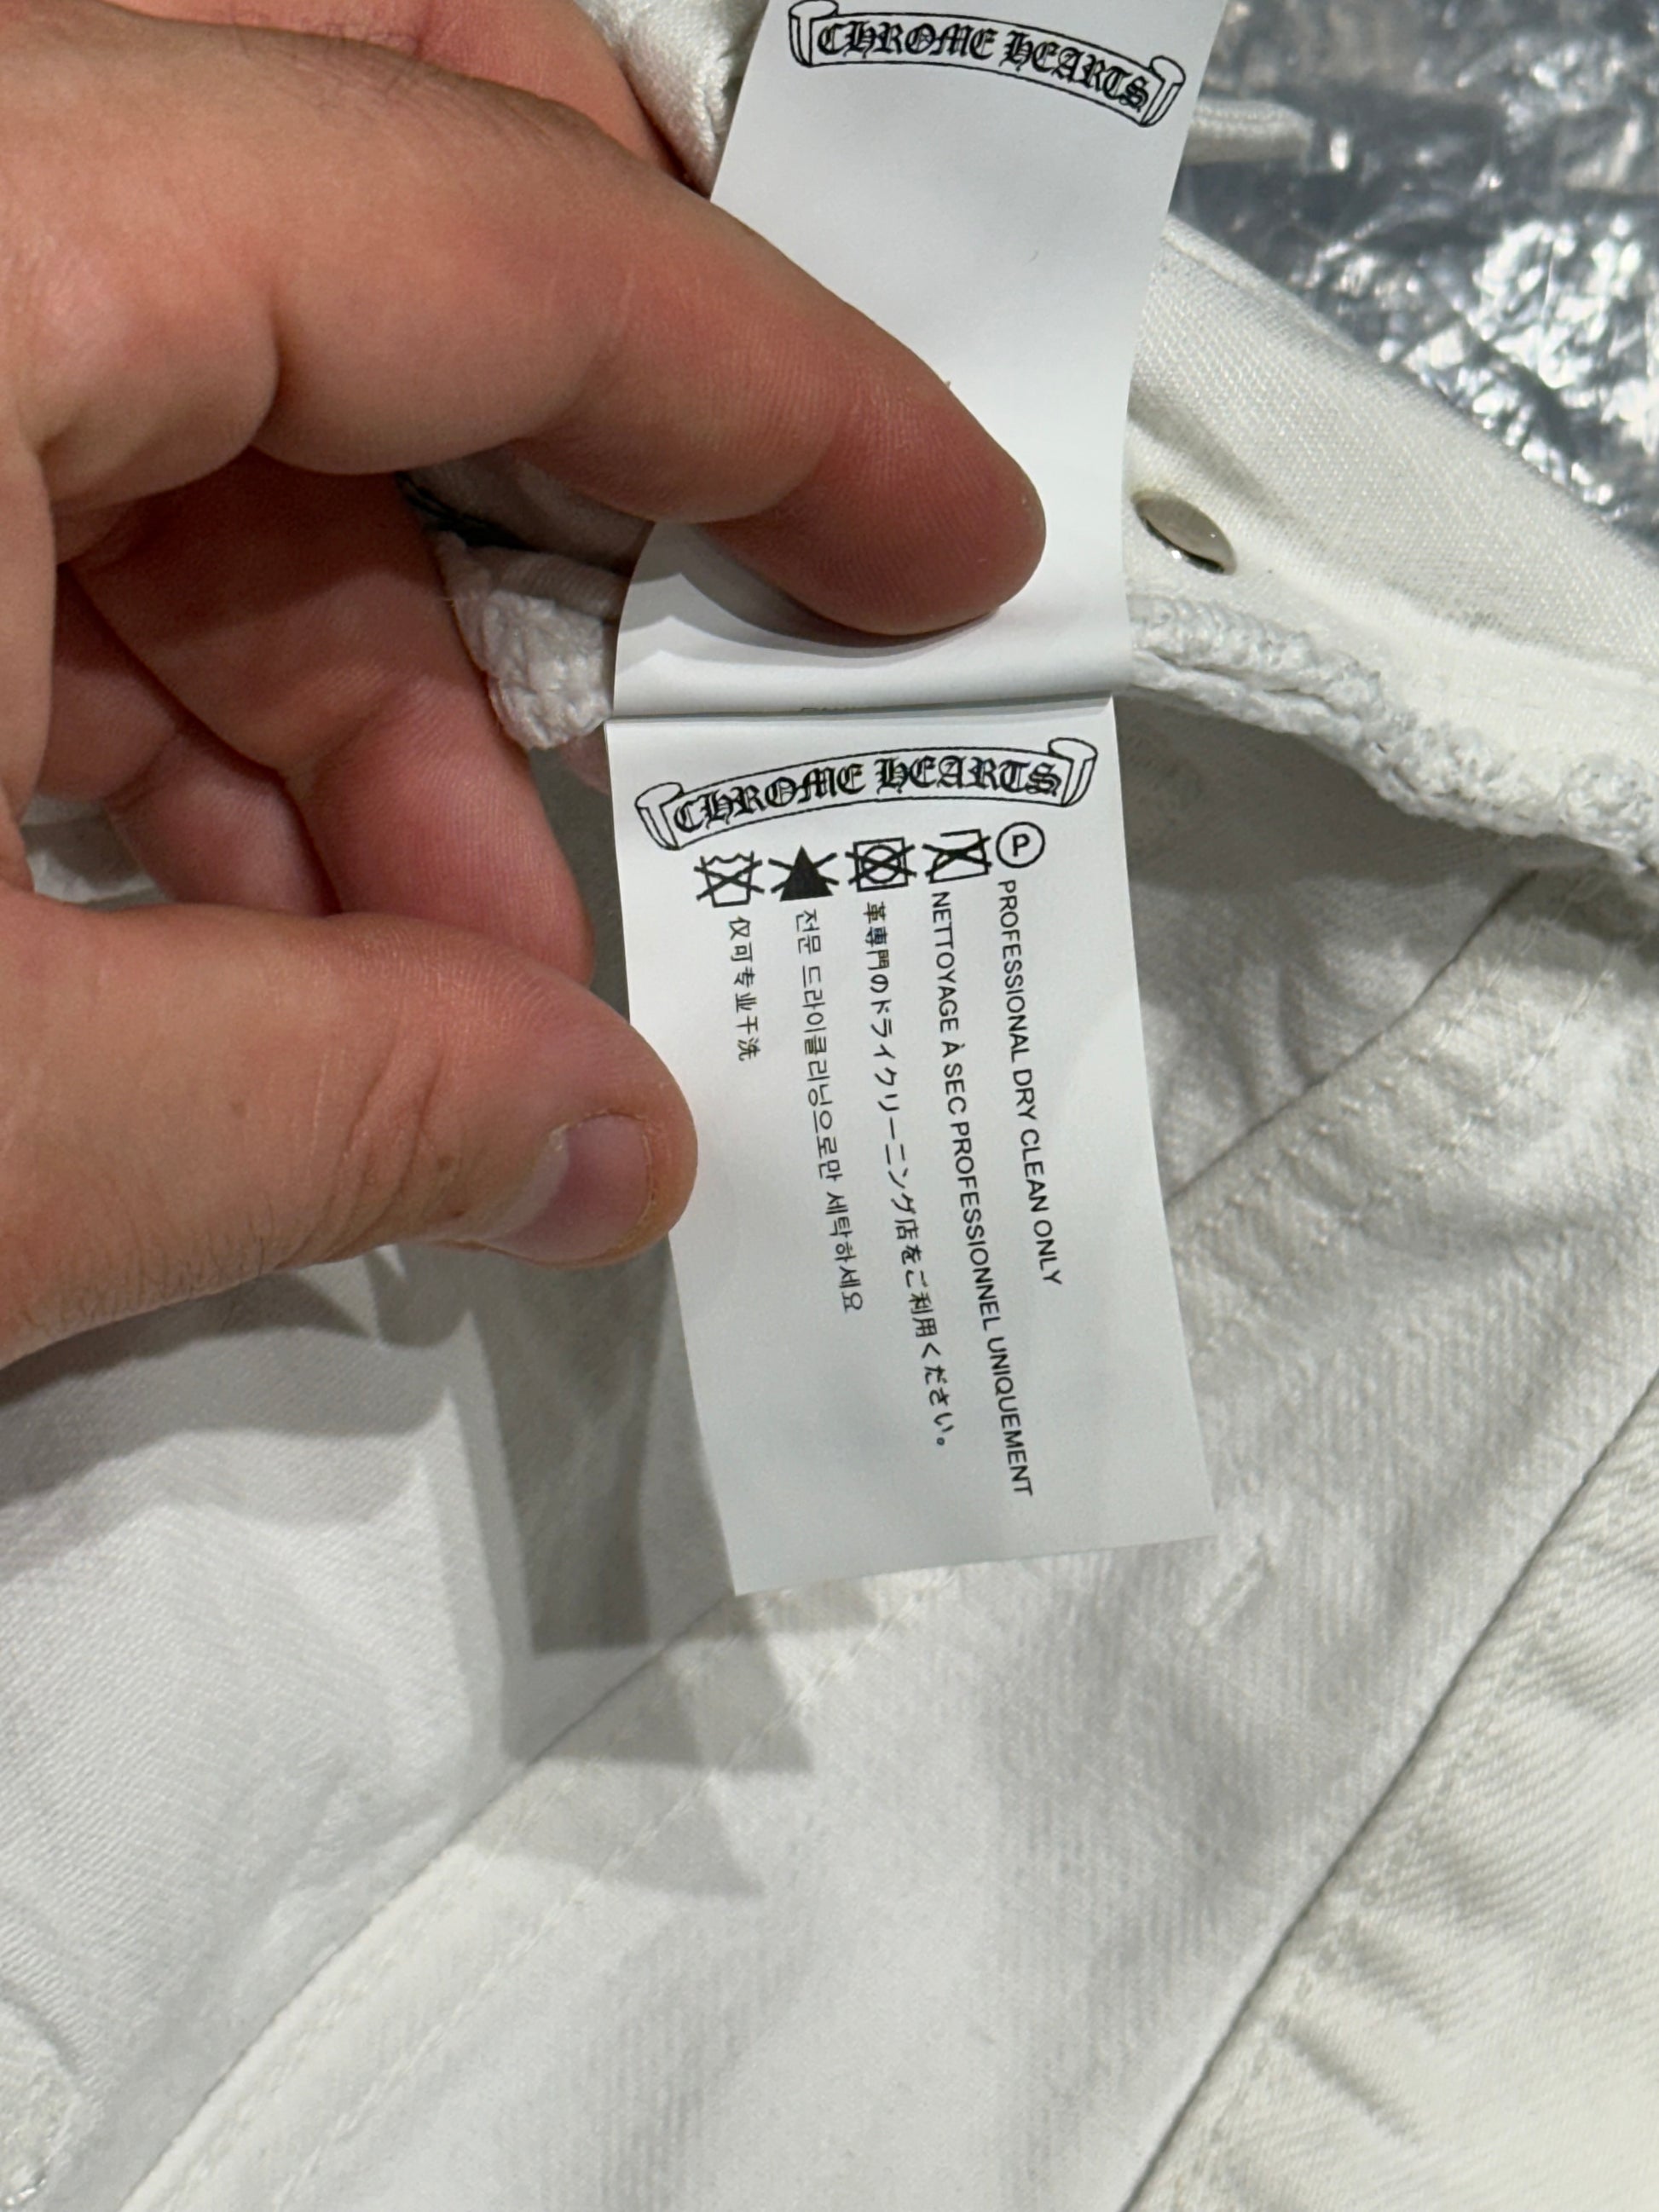 CHROME HEARTS
CHROME HEARTS
P
PROFESSIONAL DRY CLEAN ONLY
NETTOYAGE À SEC PROFESSIONNEL UNIQUEMENT
革専門のドライクリーニング店をご利用ください。
전문 드라이클리닝으로만 세탁하세요
仅可专业干洗